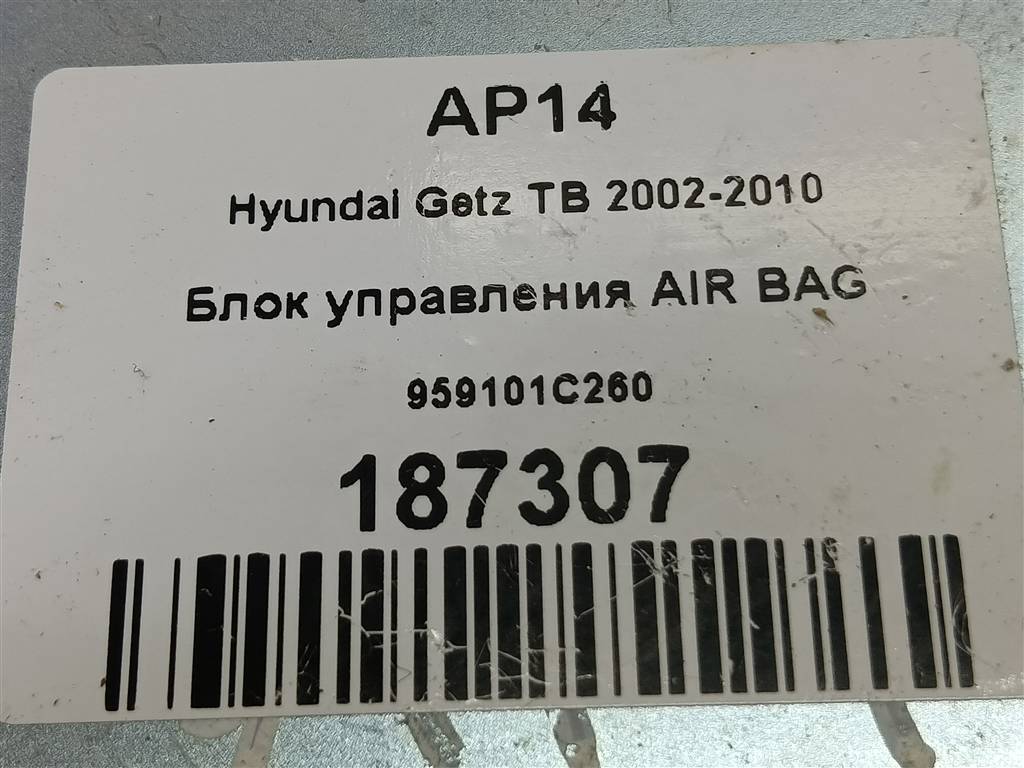 AP14
Hyundai Getz TB 2002-2010
Блок управления AIR BAG
959101C260
187307